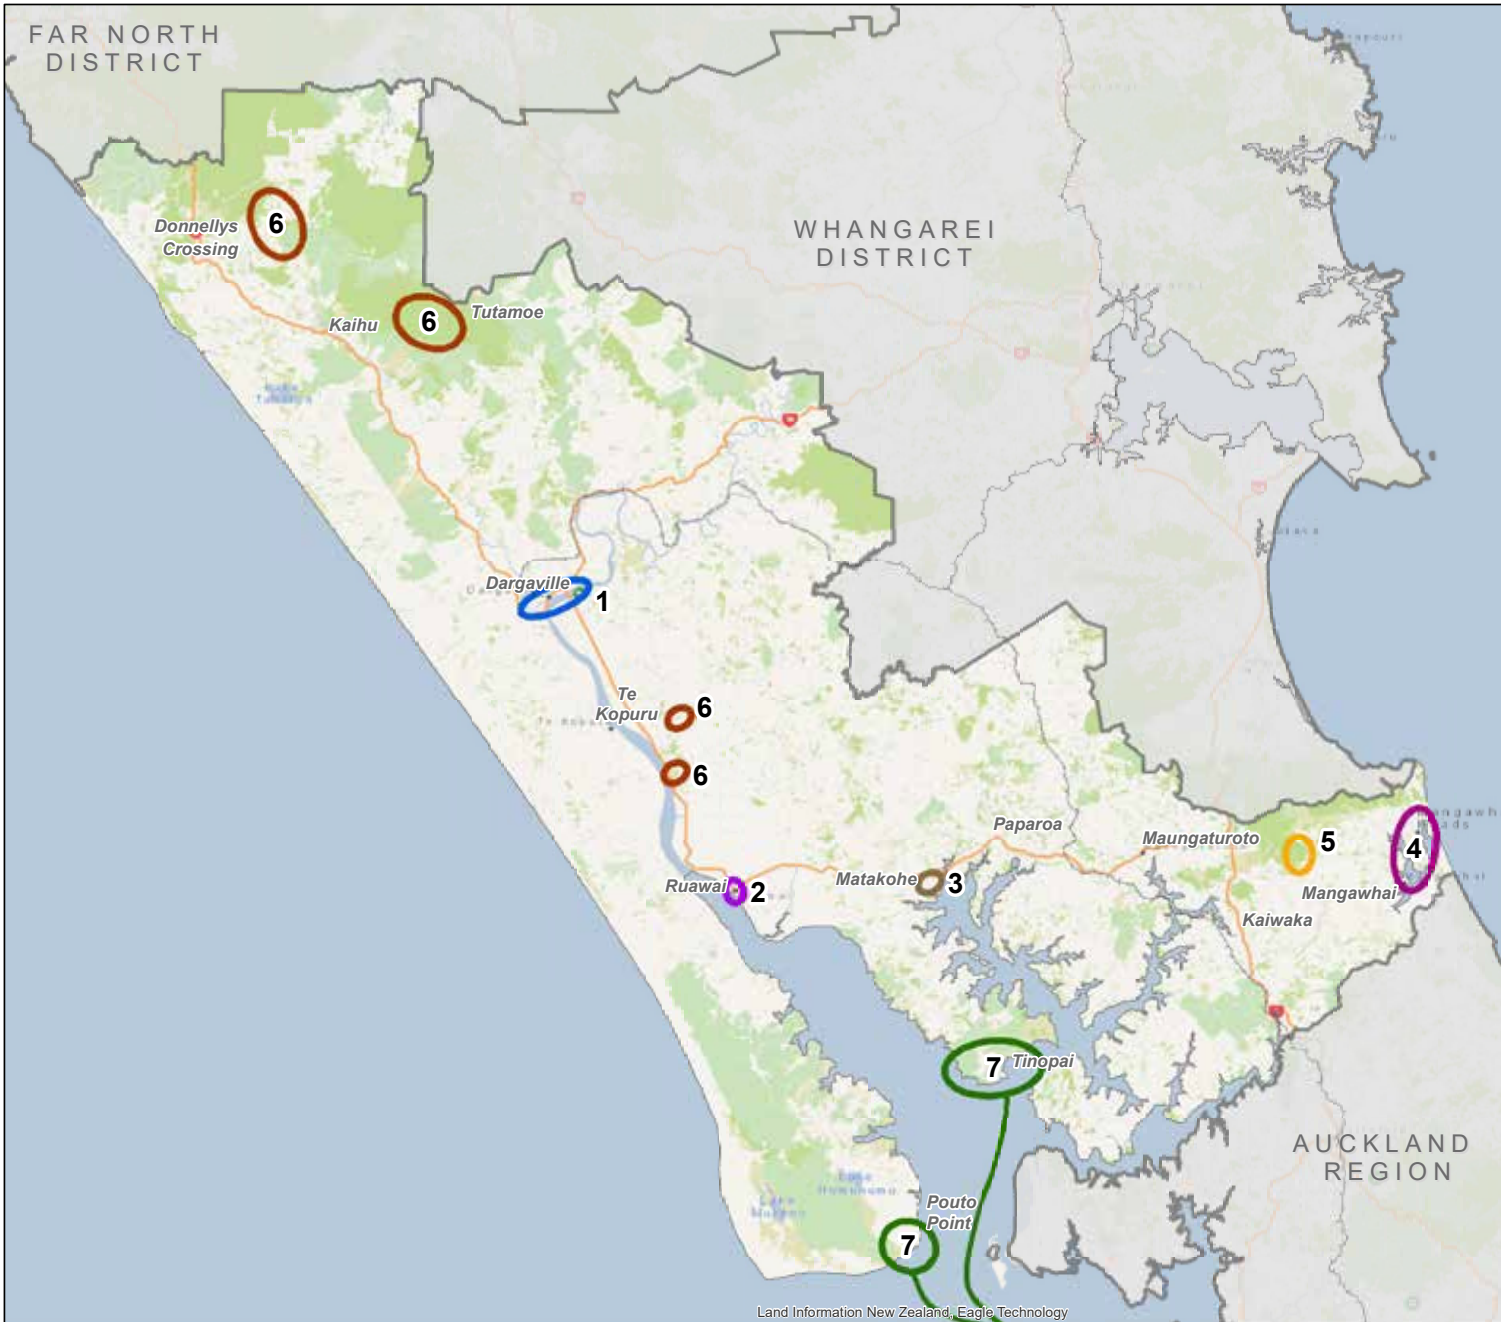 FAR NORTH
DISTRICT
WHANGAREI
DISTRICT
Donnellys
Crossing
6
6
Tutamoe
Kaihu
Dargaville
1
Te
Kopuru
6
6
Paparoa
Maungaturoto
5
4
Matakohe
3
Ruawai
2
Mangawhai
Kaiwaka
7
Tinopai
AUCKLAND
REGION
Pouto
Point
7
Land Information New Zealand, Eagle Technology